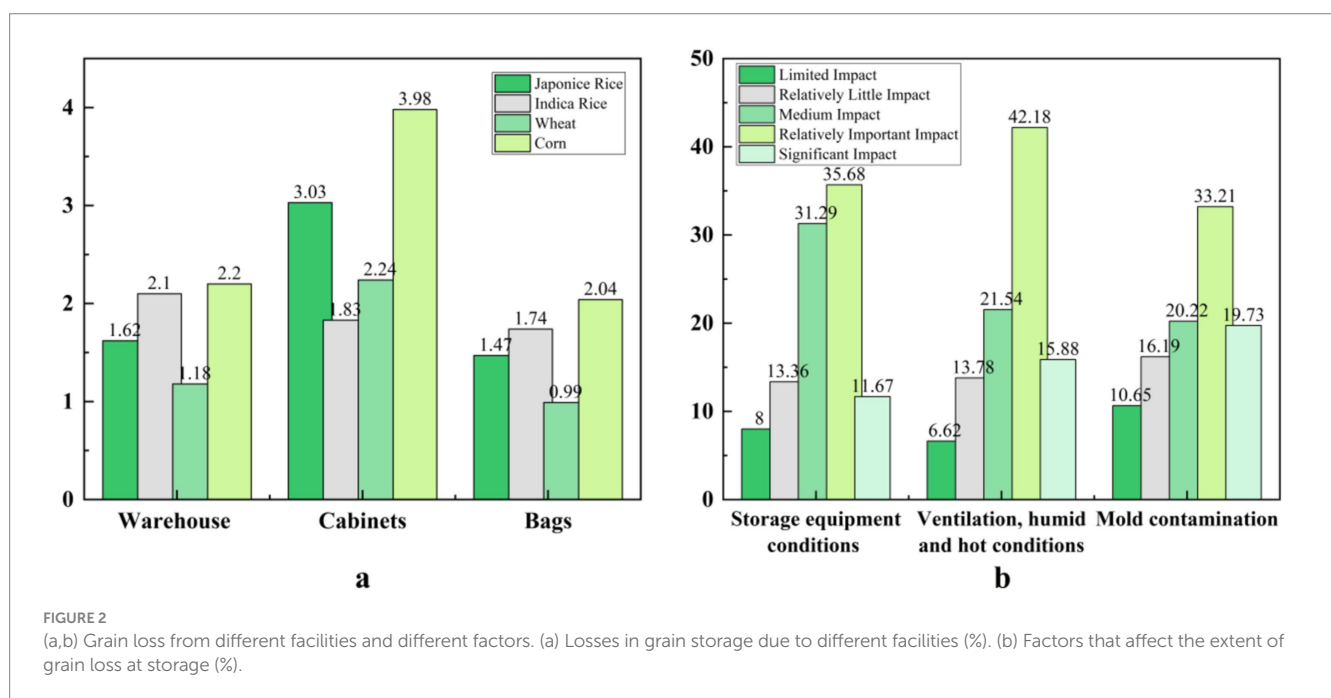 4
3
2
1
0
Japonice Rice
Indica Rice
Wheat
Corn
1.62
2.1
1.18
2.2
3.03
1.83
2.24
3.98
1.47
1.74
0.99
2.04
Warehouse
Cabinets
Bags
a
50
40
30
20
10
0
Limited Impact
Relatively Little Impact
Medium Impact
Relatively Important Impact
Significant Impact
8
13.36
31.29
35.68
11.67
6.62
13.78
21.54
42.18
15.88
10.65
16.19
20.22
33.21
19.73
Storage equipment
conditions
Ventilation, humid
and hot conditions
Mold contamination
b
FIGURE 2
(a,b) Grain loss from different facilities and different factors. (a) Losses in grain storage due to different facilities (%). (b) Factors that affect the extent of
grain loss at storage (%).